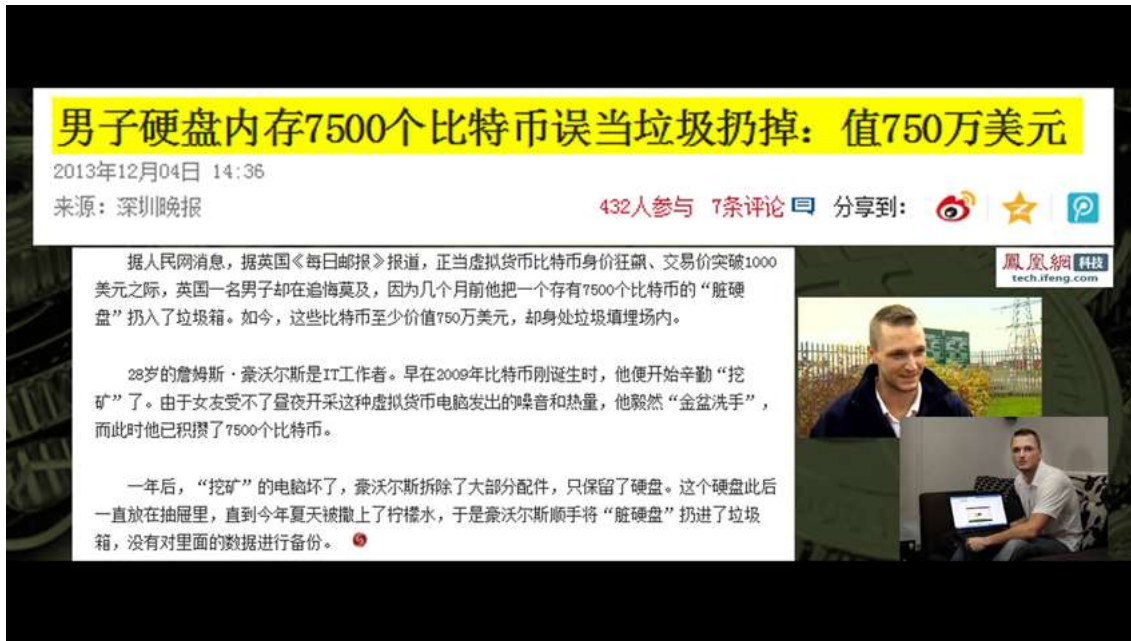 男子硬盘内存7500个比特币误当垃圾扔掉：值750万美元
2013年12月04日 14:36
来源：深圳晚报
432人参与 7条评论 分享到：
据人民网消息，据英国《每日邮报》报道，正当虚拟货币比特币身价狂飙、交易价突破1000
美元之际，英国一名男子却在追悔莫及，因为几个月前他把一个存有7500个比特币的“脏硬
盘”扔入了垃圾箱。如今，这些比特币至少价值750万美元，却身处垃圾填埋场内。
28岁的詹姆斯·豪沃尔斯是IT工作者。早在2009年比特币刚诞生时，他便开始辛勤“挖
矿”了。由于女友受不了昼夜开采这种虚拟货币电脑发出的噪音和热量，他毅然“金盆洗手”，
而此时他已积攒了7500个比特币。
一年后，“挖矿”的电脑坏了，豪沃尔斯拆除了大部分配件，只保留了硬盘。这个硬盘此后
一直放在抽屉里，直到今年夏天被撒上了柠檬水，于是豪沃尔斯顺手将“脏硬盘”扔进了垃圾
箱，没有对里面的数据进行备份。
鳳凰網 科技
tech.ifeng.com